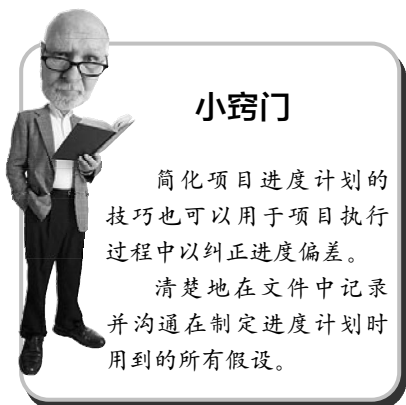 小窍门
简化项目进度计划的
技巧也可以用于项目执行
过程中以纠正进度偏差。
清楚地在文件中记录
并沟通在制定进度计划时
用到的所有假设。